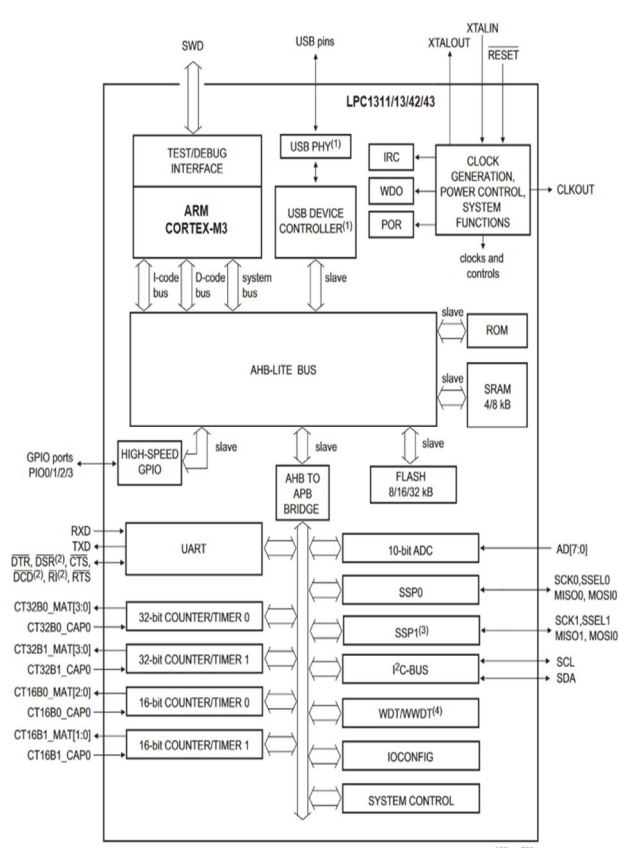 SWD
USB pins
XTALIN
XTALOUT
RESET
LPC1311/13/42/43
TEST/DEBUG
INTERFACE
ARM
CORTEX-M3
USB PHY(1)
USB DEVICE
CONTROLLER(1)
IRC
WDO
POR
CLOCK
GENERATION,
POWER CONTROL,
SYSTEM
FUNCTIONS
CLKOUT
clocks and
controls
I-code
bus
D-code
bus
system
bus
slave
AHB-LITE BUS
slave
ROM
slave
SRAM
4/8 kB
GPIO ports
PIO0/1/2/3
HIGH-SPEED
GPIO
slave
slave
AHB TO
APB
BRIDGE
slave
FLASH
8/16/32 kB
RXD
TXD
DTR, DSR(2), CTS,
DCD(2), RI(2), RTS
UART
10-bit ADC
AD[7:0]
SSP0
SCK0,SSEL0
MISO0, MOSI0
CT32B0_MAT[3:0]
CT32B0_CAP0
32-bit COUNTER/TIMER 0
SSP1(3)
SCK1,SSEL1
MISO1, MOSI1
CT32B1_MAT[3:0]
CT32B1_CAP0
32-bit COUNTER/TIMER 1
I2C-BUS
SCL
SDA
CT16B0_MAT[2:0]
CT16B0_CAP0
16-bit COUNTER/TIMER 0
WDT/WWDT(4)
CT16B1_MAT[1:0]
CT16B1_CAP0
16-bit COUNTER/TIMER 1
IOCONFIG
SYSTEM CONTROL